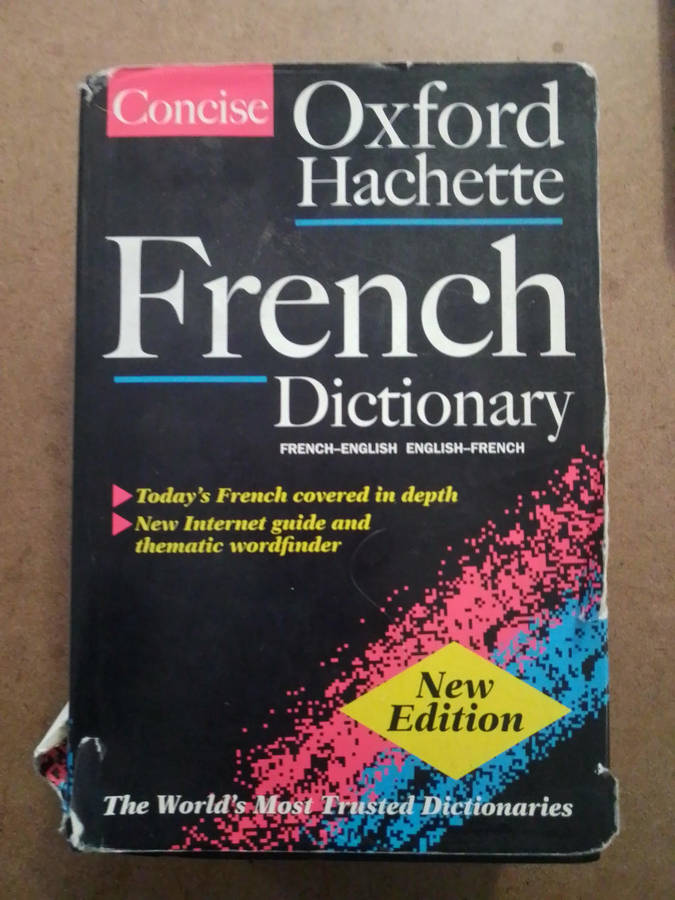 Concise
Oxford
Hachette
French
Dictionary
FRENCH–ENGLISH ENGLISH–FRENCH
Today's French covered in depth
New Internet guide and
thematic wordfinder
New
Edition
The World's Most Trusted Dictionaries